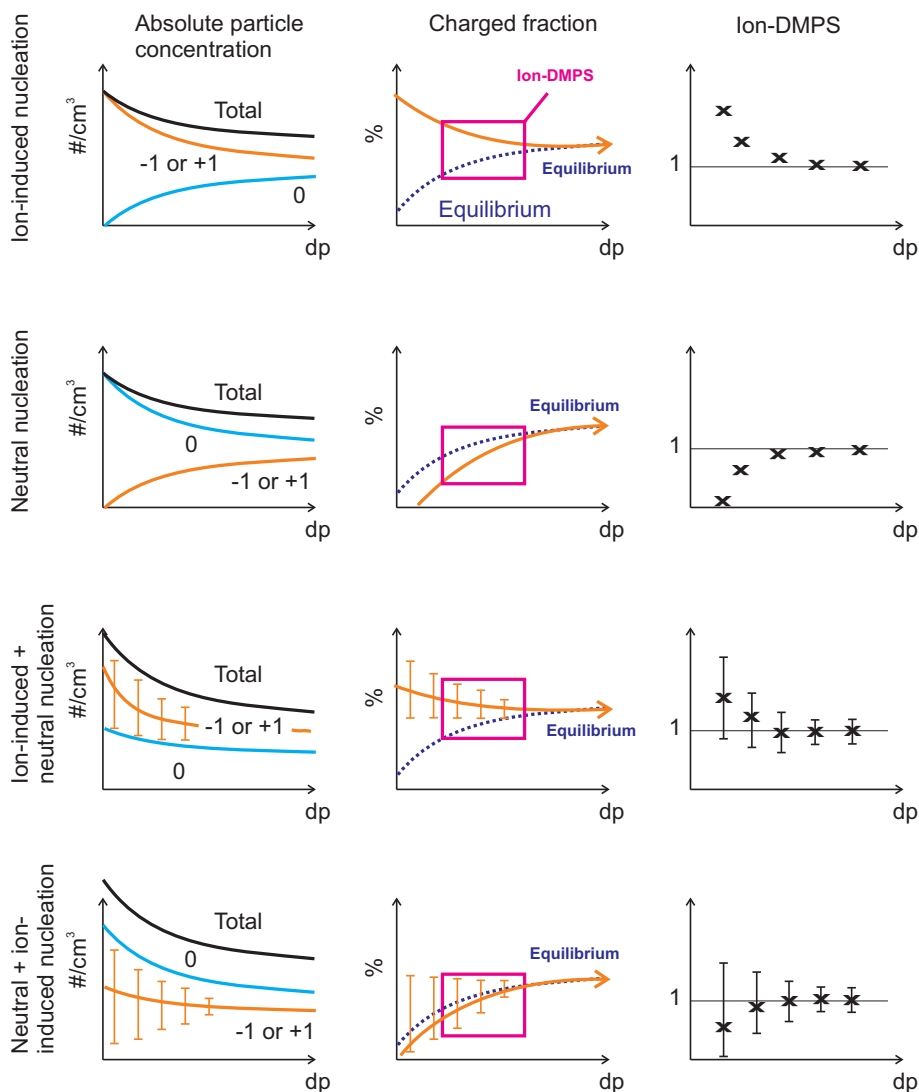 Absolute particle
concentration
Charged fraction
Ion-DMPS
Ion-induced nucleation
#/cm³
Total
-1 or +1
0
dp
%
Ion-DMPS
Equilibrium
Equilibrium
dp
1
dp
Neutral nucleation
#/cm³
Total
0
-1 or +1
dp
%
Equilibrium
dp
1
dp
Ion-induced +
neutral nucleation
#/cm³
Total
-1 or +1
0
dp
%
Equilibrium
dp
1
dp
Neutral + ion-
induced nucleation
#/cm³
Total
0
-1 or +1
dp
%
Equilibrium
dp
1
dp